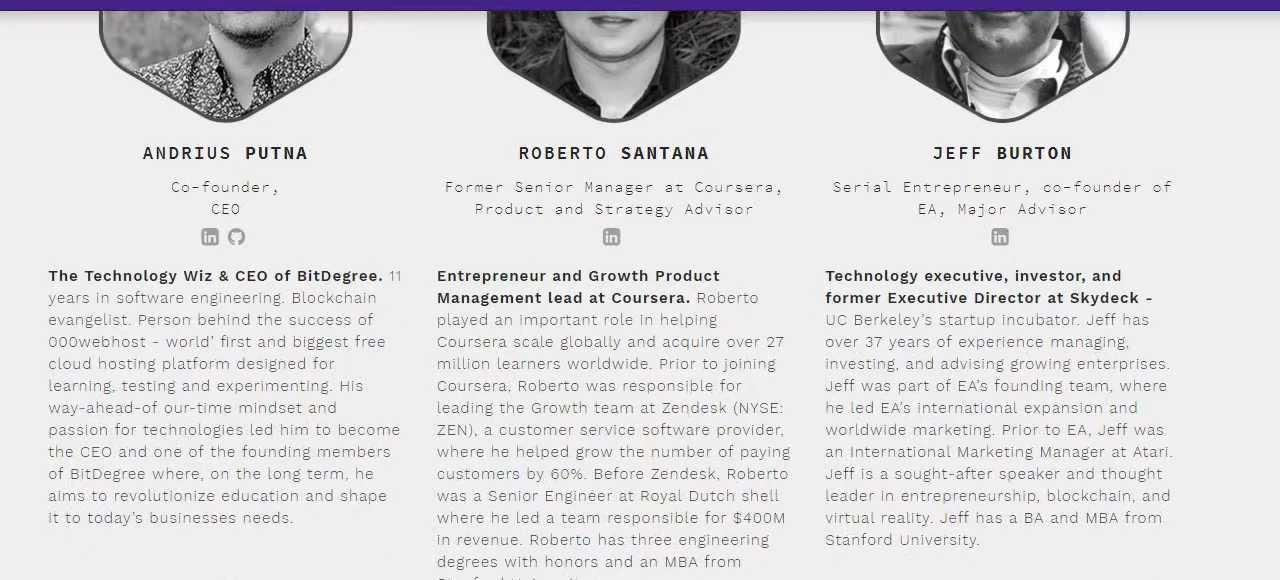 ANDRIUS PUTNA
Co-founder,
CEO
The Technology Wiz & CEO of BitDegree. 11
years in software engineering. Blockchain
evangelist. Person behind the success of
000webhost - world' first and biggest free
cloud hosting platform designed for
learning, testing and experimenting. His
way-ahead-of our-time mindset and
passion for technologies led him to become
the CEO and one of the founding members
of BitDegree where, on the long term, he
aims to revolutionize education and shape
it to today's businesses needs.
ROBERTO SANTANA
Former Senior Manager at Coursera,
Product and Strategy Advisor
Entrepreneur and Growth Product
Management lead at Coursera. Roberto
played an important role in helping
Coursera scale globally and acquire over 27
million learners worldwide. Prior to joining
Coursera, Roberto was responsible for
leading the Growth team at Zendesk (NYSE:
ZEN), a customer service software provider,
where he helped grow the number of paying
customers by 60%. Before Zendesk, Roberto
was a Senior Engineer at Royal Dutch shell
where he led a team responsible for $400M
in revenue. Roberto has three engineering
degrees with honors and an MBA from
JEFF BURTON
Serial Entrepreneur, co-founder of
EA, Major Advisor
Technology executive, investor, and
former Executive Director at Skydeck -
UC Berkeley's startup incubator. Jeff has
over 37 years of experience managing,
investing, and advising growing enterprises.
Jeff was part of EA's founding team, where
he led EA's international expansion and
worldwide marketing. Prior to EA, Jeff was
an International Marketing Manager at Atari.
Jeff is a sought-after speaker and thought
leader in entrepreneurship, blockchain, and
virtual reality. Jeff has a BA and MBA from
Stanford University.